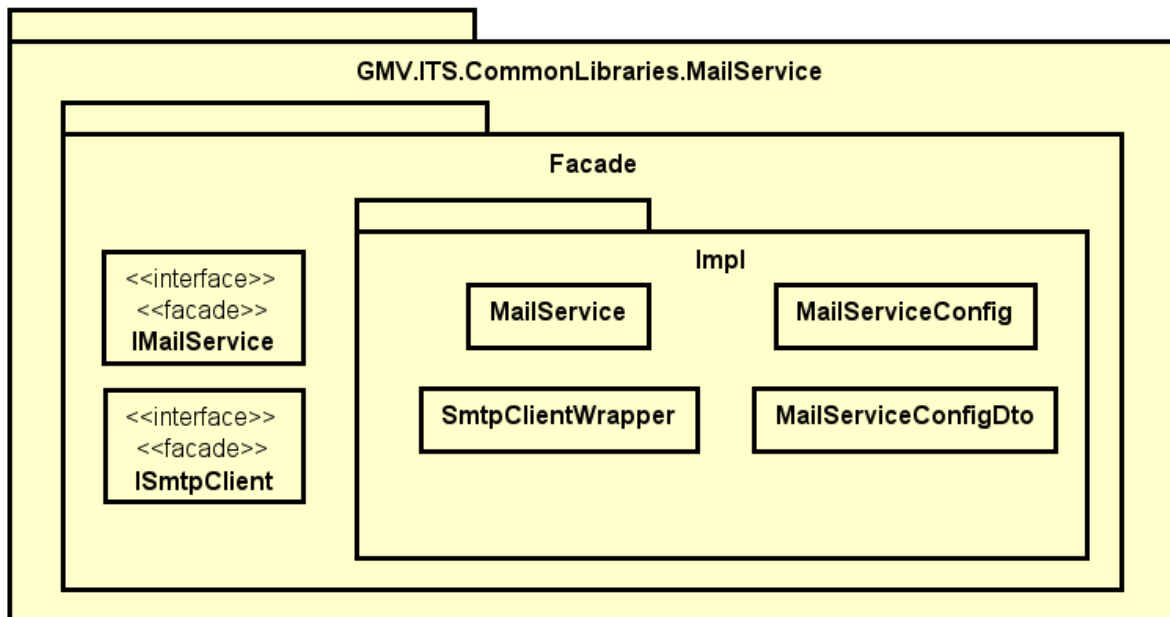 GMV.ITS.CommonLibraries.MailService
Facade
<<interface>>
<<facade>>
IMailService
<<interface>>
<<facade>>
ISmtpClient
Impl
MailService
MailServiceConfig
SmtpClientWrapper
MailServiceConfigDto